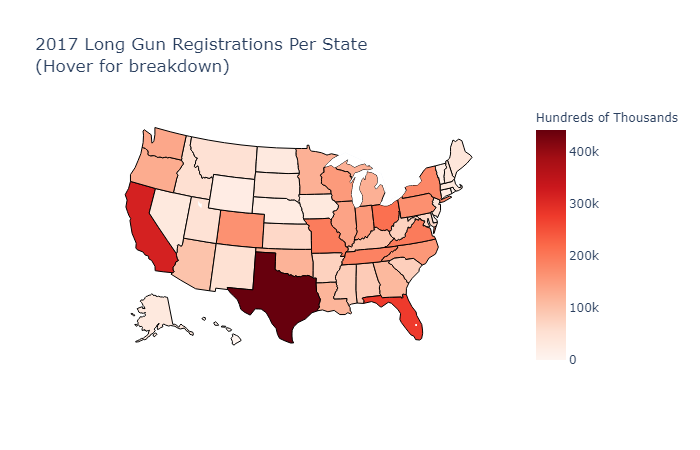 2017 Long Gun Registrations Per State
(Hover for breakdown)
Hundreds of Thousands
400k
300k
200k
100k
0